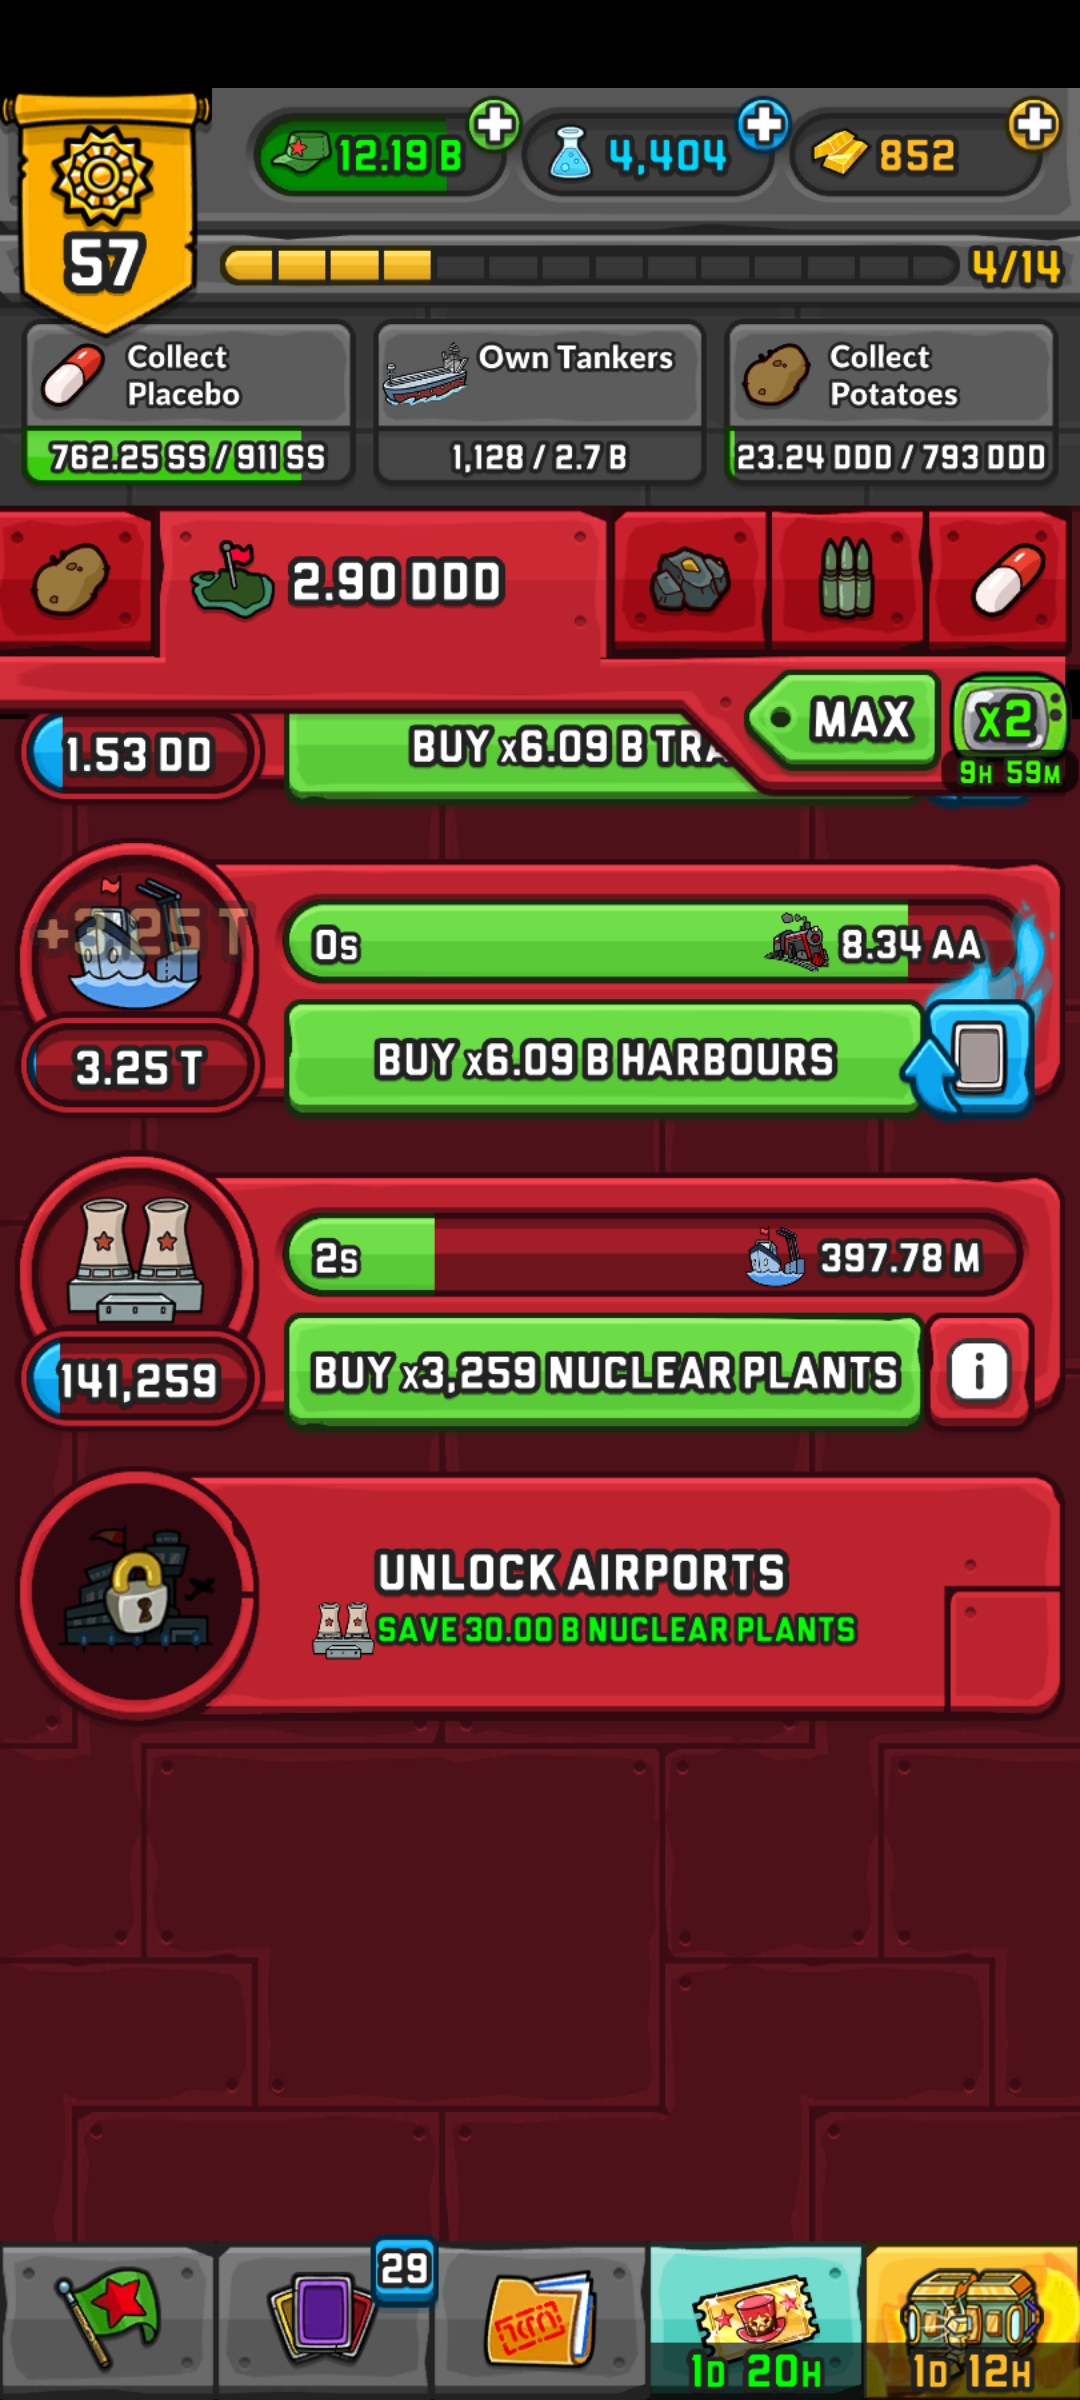 12.19 B
4,404
852
57
4/14
Collect
Placebo
762.25 SS / 911 SS
Own Tankers
1,128 / 2.7 B
Collect
Potatoes
23.24 DDD / 793 DDD
2.90 DDD
MAX
x2
9H 59M
1.53 DD
BUY x6.09 B TRA
+3.25 T
0s
8.34 AA
3.25 T
BUY x6.09 B HARBOURS
2s
397.78 M
141,259
BUY x3,259 NUCLEAR PLANTS
i
UNLOCK AIRPORTS
SAVE 30.00 B NUCLEAR PLANTS
29
1D 20H
1D 12H